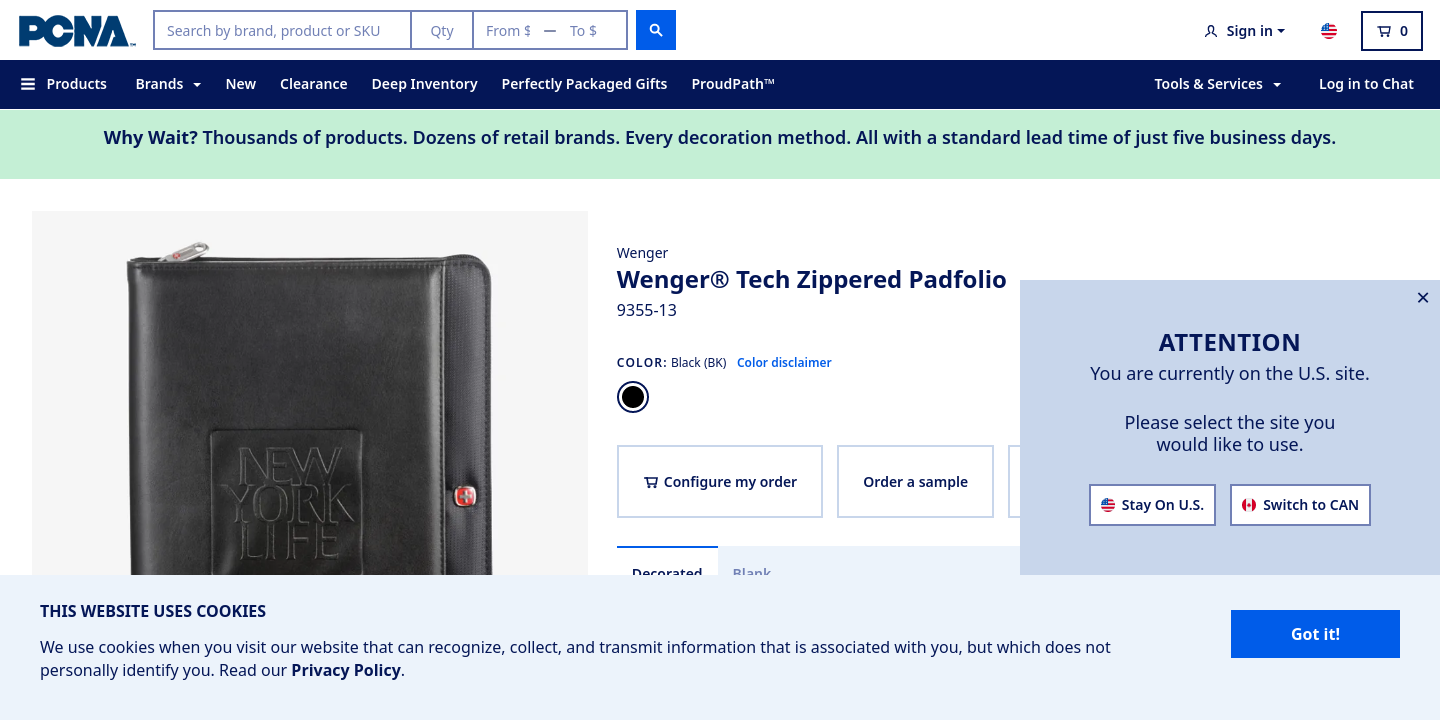 PCNA™
Search by brand, product or SKU
Qty
From $ — To $
Sign in
0
Products
Brands
New
Clearance
Deep Inventory
Perfectly Packaged Gifts
ProudPath™
Tools & Services
Log in to Chat
Why Wait? Thousands of products. Dozens of retail brands. Every decoration method. All with a standard lead time of just five business days.
NEW
YORK
LIFE
Wenger
Wenger® Tech Zippered Padfolio
9355-13
COLOR: Black (BK) Color disclaimer
Configure my order
Order a sample
Decorated
Blank
ATTENTION
You are currently on the U.S. site.
Please select the site you
would like to use.
Stay On U.S.
Switch to CAN
THIS WEBSITE USES COOKIES
We use cookies when you visit our website that can recognize, collect, and transmit information that is associated with you, but which does not
personally identify you. Read our Privacy Policy.
Got it!